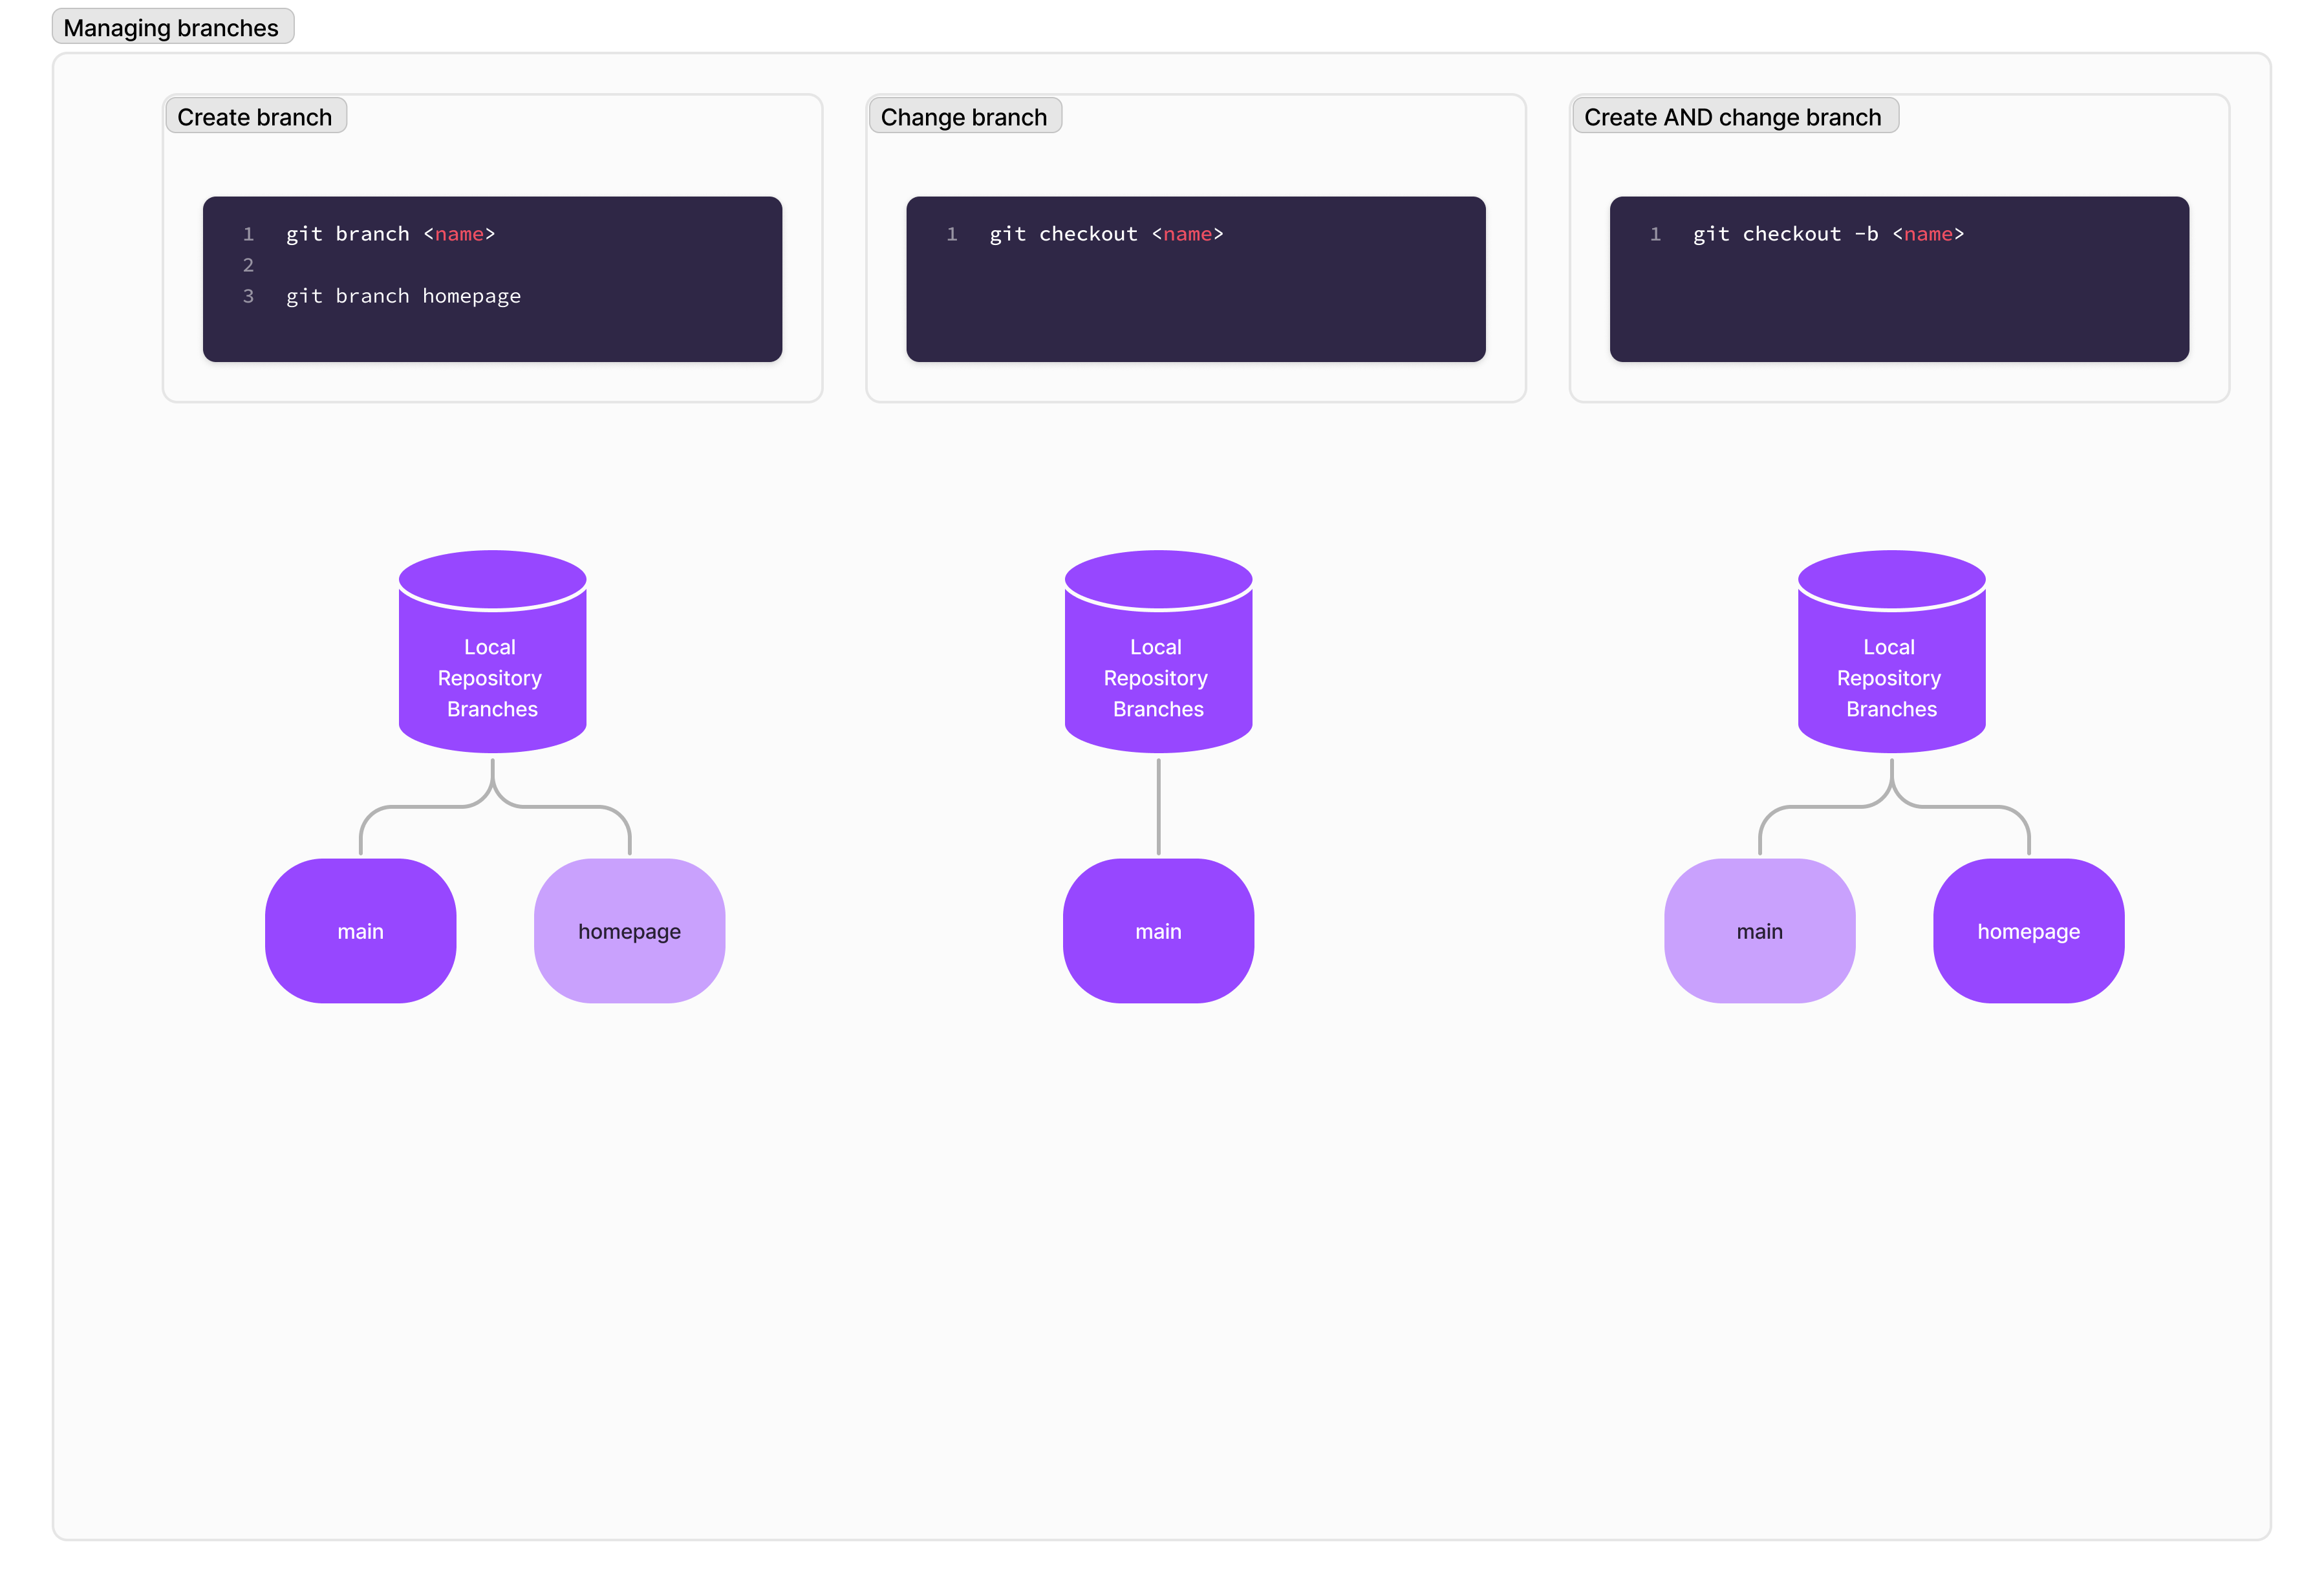 Managing branches
Create branch
1 git branch <name>
2
3 git branch homepage
Change branch
1 git checkout <name>
Create AND change branch
1 git checkout -b <name>
Local
Repository
Branches
main
homepage
Local
Repository
Branches
main
Local
Repository
Branches
main
homepage